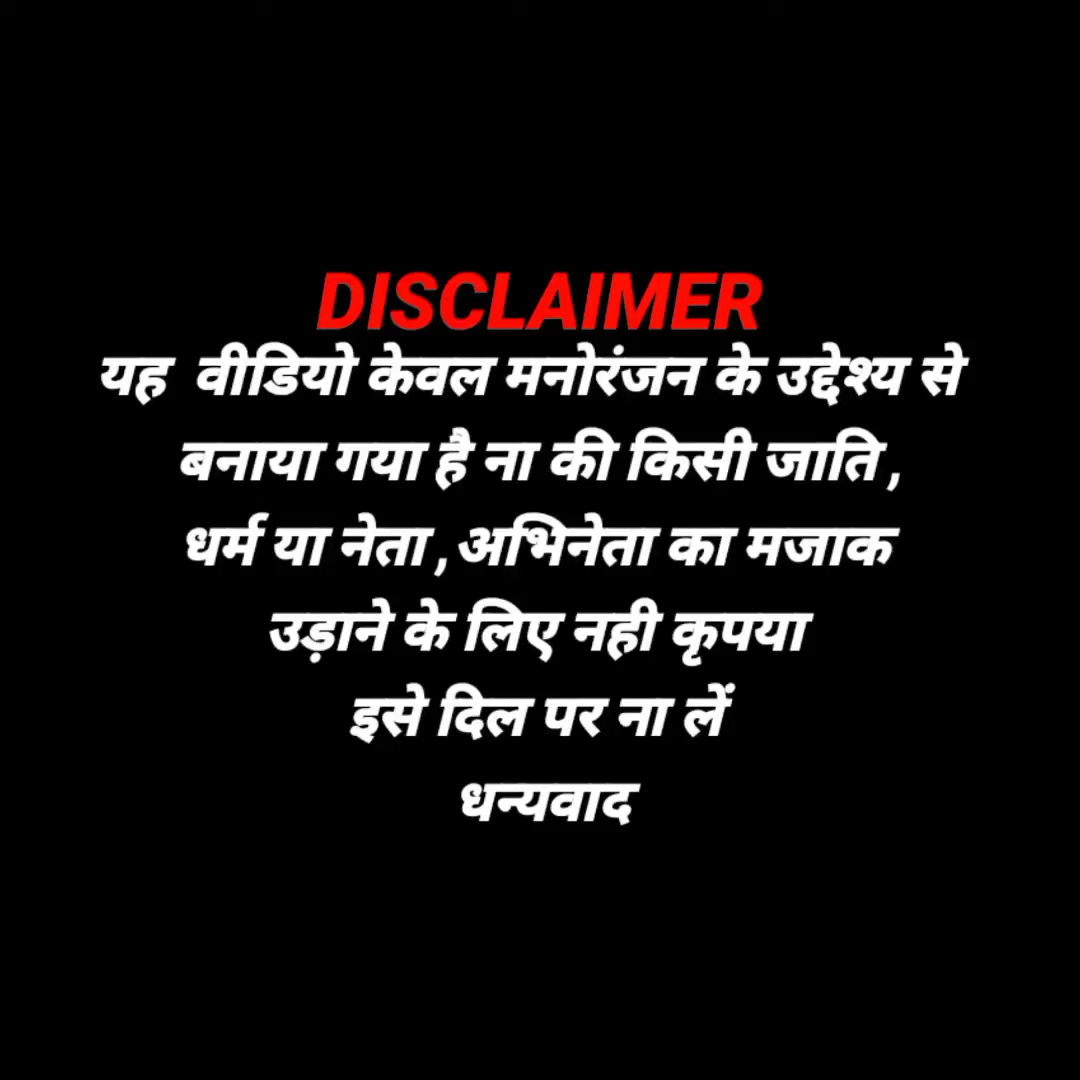 DISCLAIMER
यह वीडियो केवल मनोरंजन के उद्देश्य से
बनाया गया है ना की किसी जाति ,
धर्म या नेता ,अभिनेता का मजाक
उड़ाने के लिए नही कृपया
इसे दिल पर ना लें
धन्यवाद